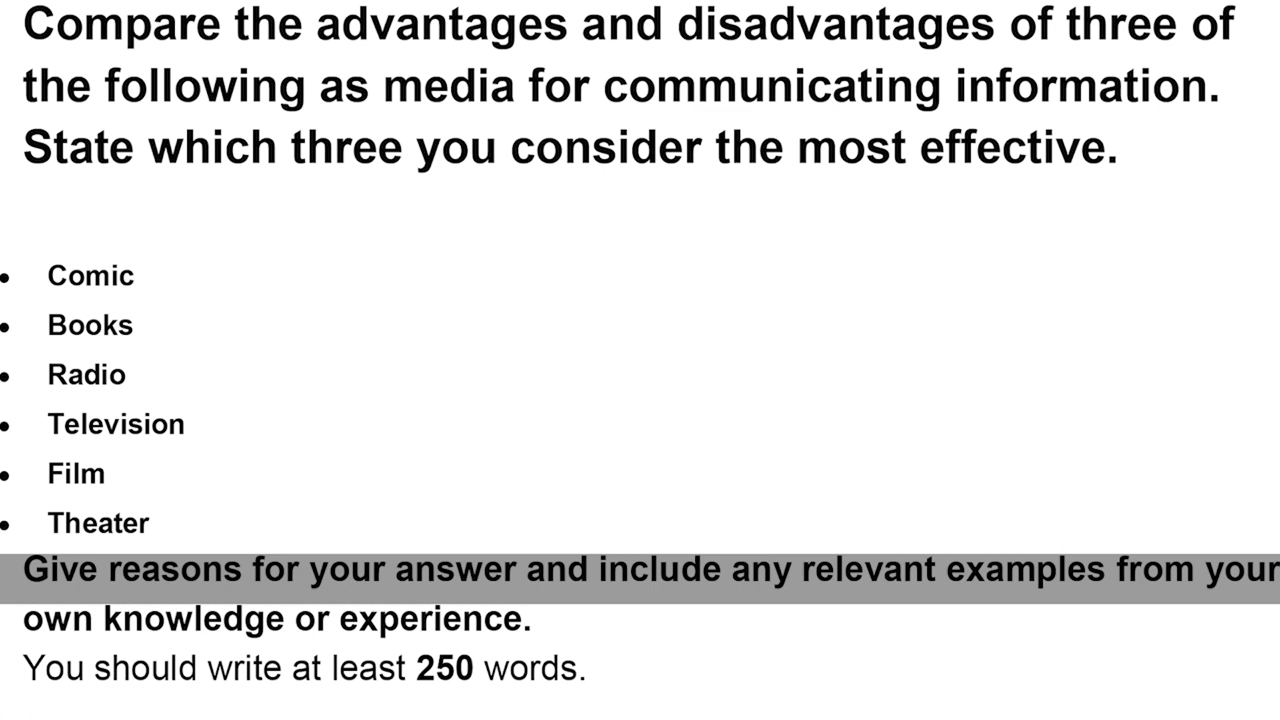 Compare the advantages and disadvantages of three of
the following as media for communicating information.
State which three you consider the most effective.
• Comic
• Books
• Radio
• Television
• Film
• Theater
Give reasons for your answer and include any relevant examples from your
own knowledge or experience.
You should write at least 250 words.